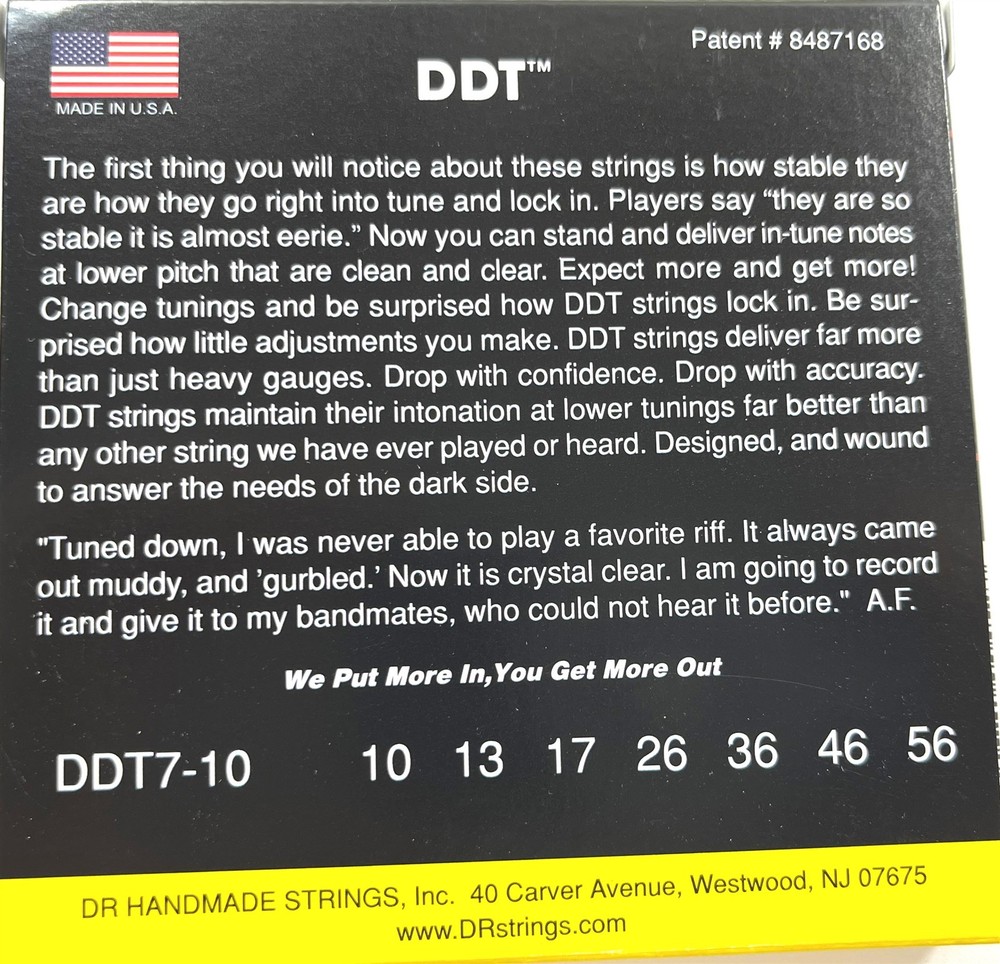 Patent # 8487168
MADE IN U.S.A.
DDT™
The first thing you will notice about these strings is how stable they
are how they go right into tune and lock in. Players say “they are so
stable it is almost eerie.” Now you can stand and deliver in-tune notes
at lower pitch that are clean and clear. Expect more and get more!
Change tunings and be surprised how DDT strings lock in. Be sur-
prised how little adjustments you make. DDT strings deliver far more
than just heavy gauges. Drop with confidence. Drop with accuracy.
DDT strings maintain their intonation at lower tunings far better than
any other string we have ever played or heard. Designed, and wound
to answer the needs of the dark side.
"Tuned down, I was never able to play a favorite riff. It always came
out muddy, and ’gurbled.’ Now it is crystal clear. I am going to record
it and give it to my bandmates, who could not hear it before." A.F.
We Put More In,You Get More Out
DDT7-10 10 13 17 26 36 46 56
DR HANDMADE STRINGS, Inc. 40 Carver Avenue, Westwood, NJ 07675
www.DRstrings.com